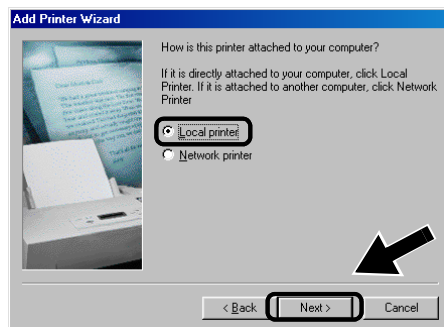 Add Printer Wizard
How is this printer attached to your computer?
If it is directly attached to your computer, click Local
Printer. If it is attached to another computer, click Network
Printer
Local printer
Network printer
< Back
Next >
Cancel